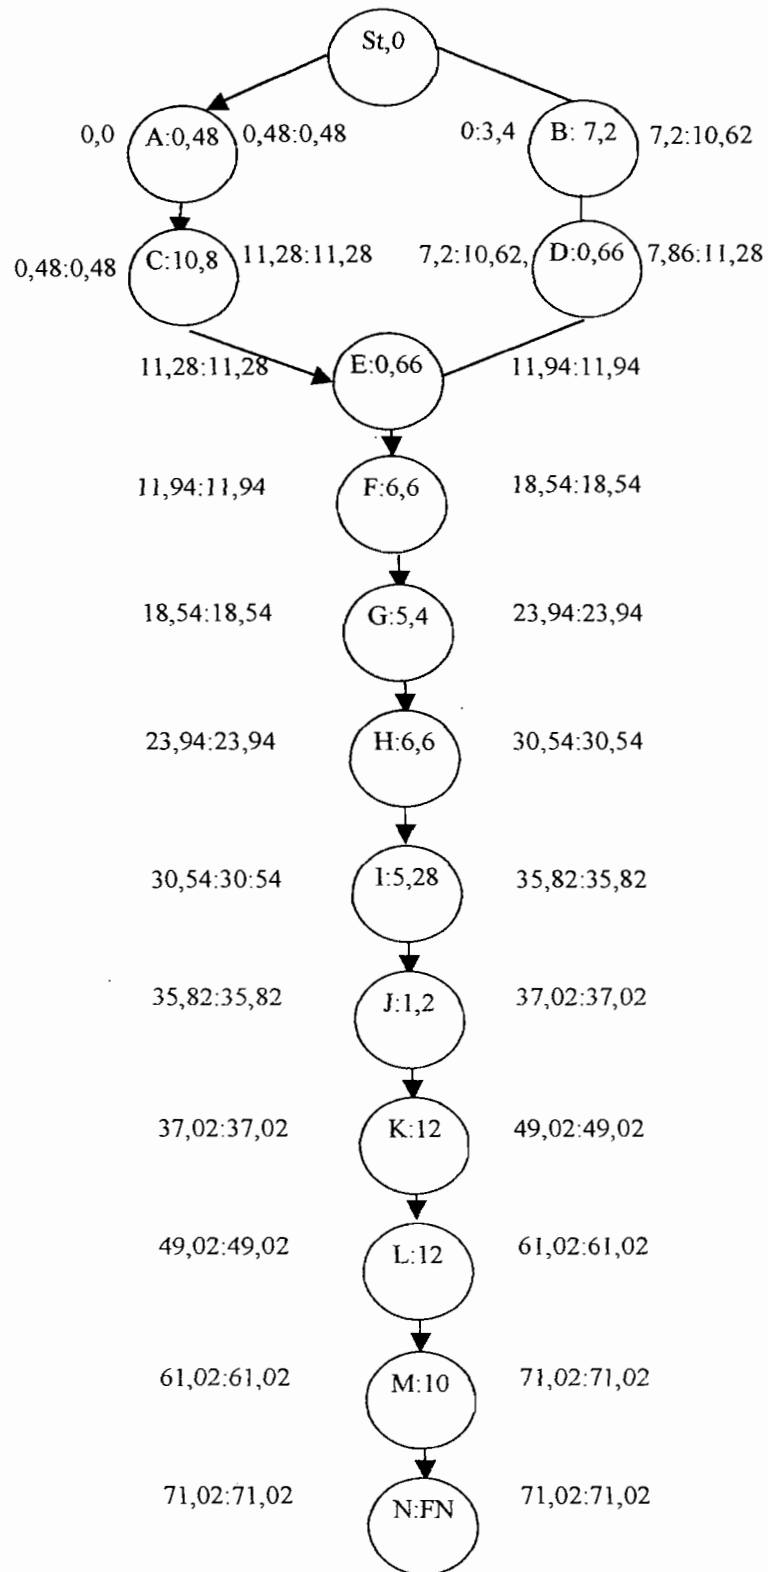 St,0
0,0 A:0,48 0,48:0,48 0:3,4 B: 7,2 7,2:10,62
0,48:0,48 C:10,8 11,28:11,28 7,2:10,62, D:0,66 7,86:11,28
11,28:11,28 E:0,66 11,94:11,94
11,94:11,94 F:6,6 18,54:18,54
18,54:18,54 G:5,4 23,94:23,94
23,94:23,94 H:6,6 30,54:30,54
30,54:30:54 I:5,28 35,82:35,82
35,82:35,82 J:1,2 37,02:37,02
37,02:37,02 K:12 49,02:49,02
49,02:49,02 L:12 61,02:61,02
61,02:61,02 M:10 71,02:71,02
71,02:71,02 N:FN 71,02:71,02